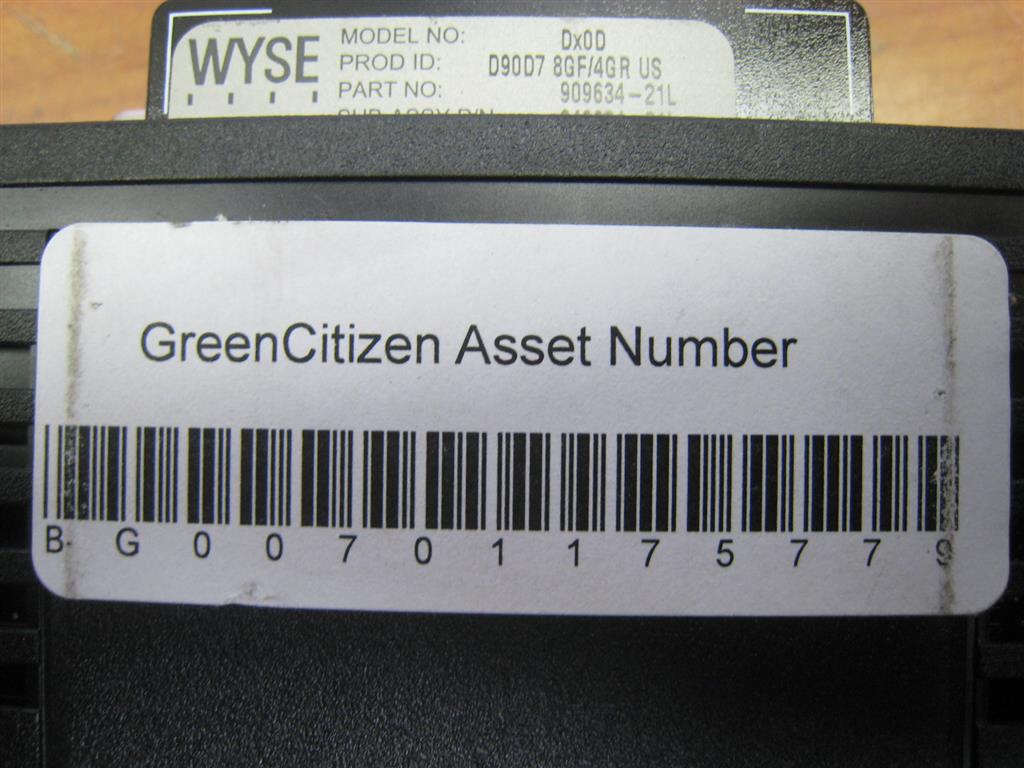 WYSE
MODEL NO: Dx0D
PROD ID: D90D7 8GF/4GR US
PART NO: 909634-21L
GreenCitizen Asset Number
B G 0 0 7 0 1 1 7 5 7 7 9